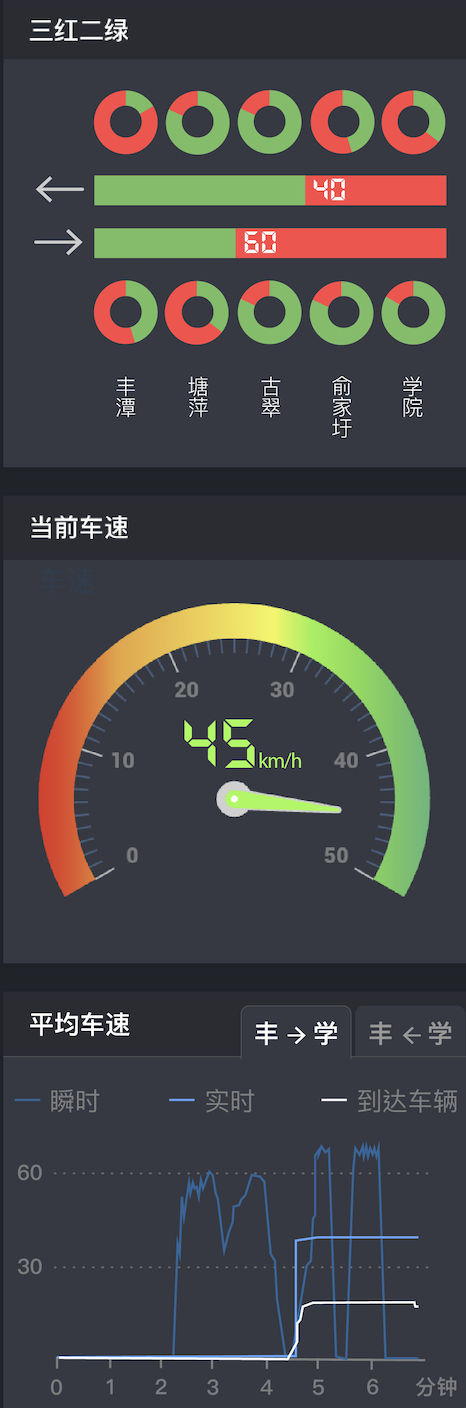 三红二绿
← 40
→ 60
丰潭 塘萍 古翠 俞家圩 学院
当前车速
车速
20 30
45 km/h
10 40
0 50
平均车速 丰 → 学 丰 ← 学
瞬时 实时 到达车辆
60
30
0 1 2 3 4 5 6 分钟